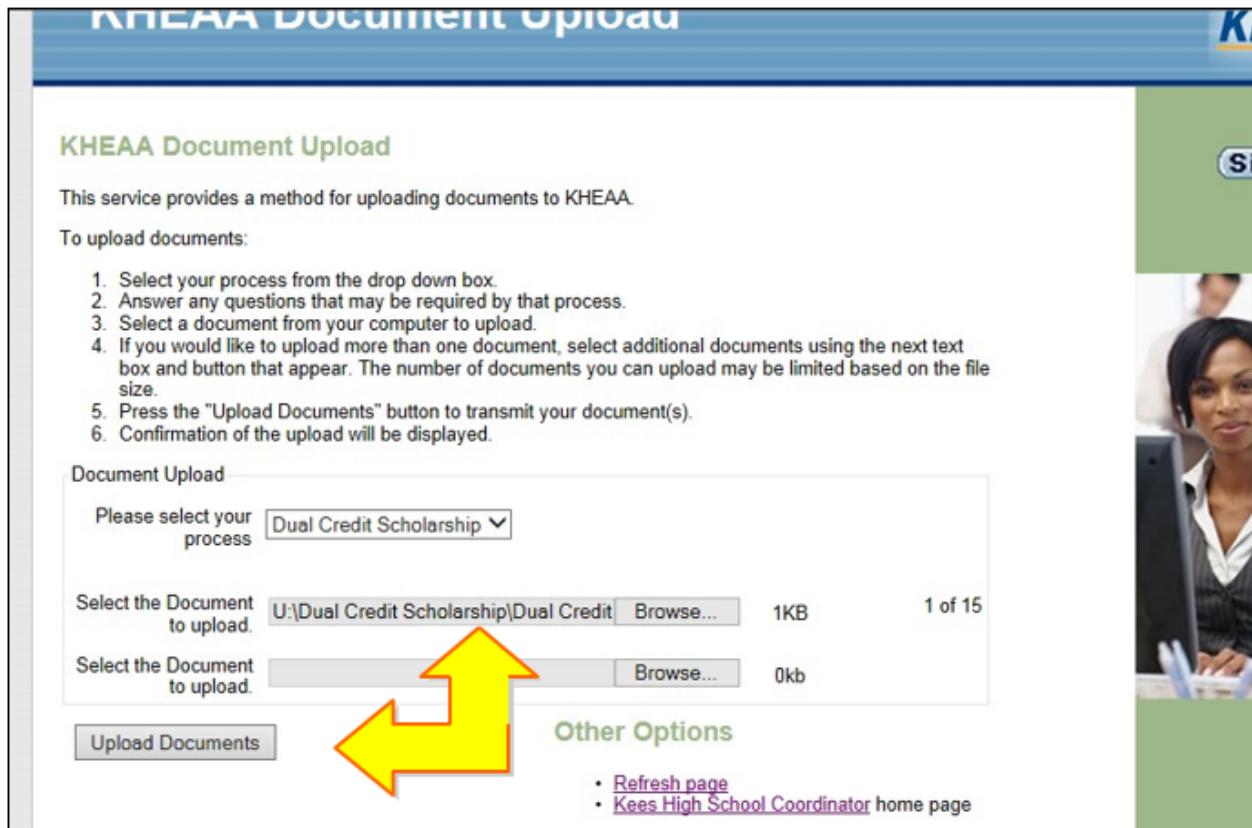 KHEAA Document Upload
KHEAA Document Upload
This service provides a method for uploading documents to KHEAA.
To upload documents:
1. Select your process from the drop down box.
2. Answer any questions that may be required by that process.
3. Select a document from your computer to upload.
4. If you would like to upload more than one document, select additional documents using the next text
box and button that appear. The number of documents you can upload may be limited based on the file
size.
5. Press the "Upload Documents" button to transmit your document(s).
6. Confirmation of the upload will be displayed.
Document Upload
Please select your
process
Dual Credit Scholarship
Select the Document
to upload.
U:\Dual Credit Scholarship\Dual Credit
Browse...
1KB
1 of 15
Select the Document
to upload.
Browse...
0kb
Upload Documents
Other Options
• Refresh page
• Kees High School Coordinator home page